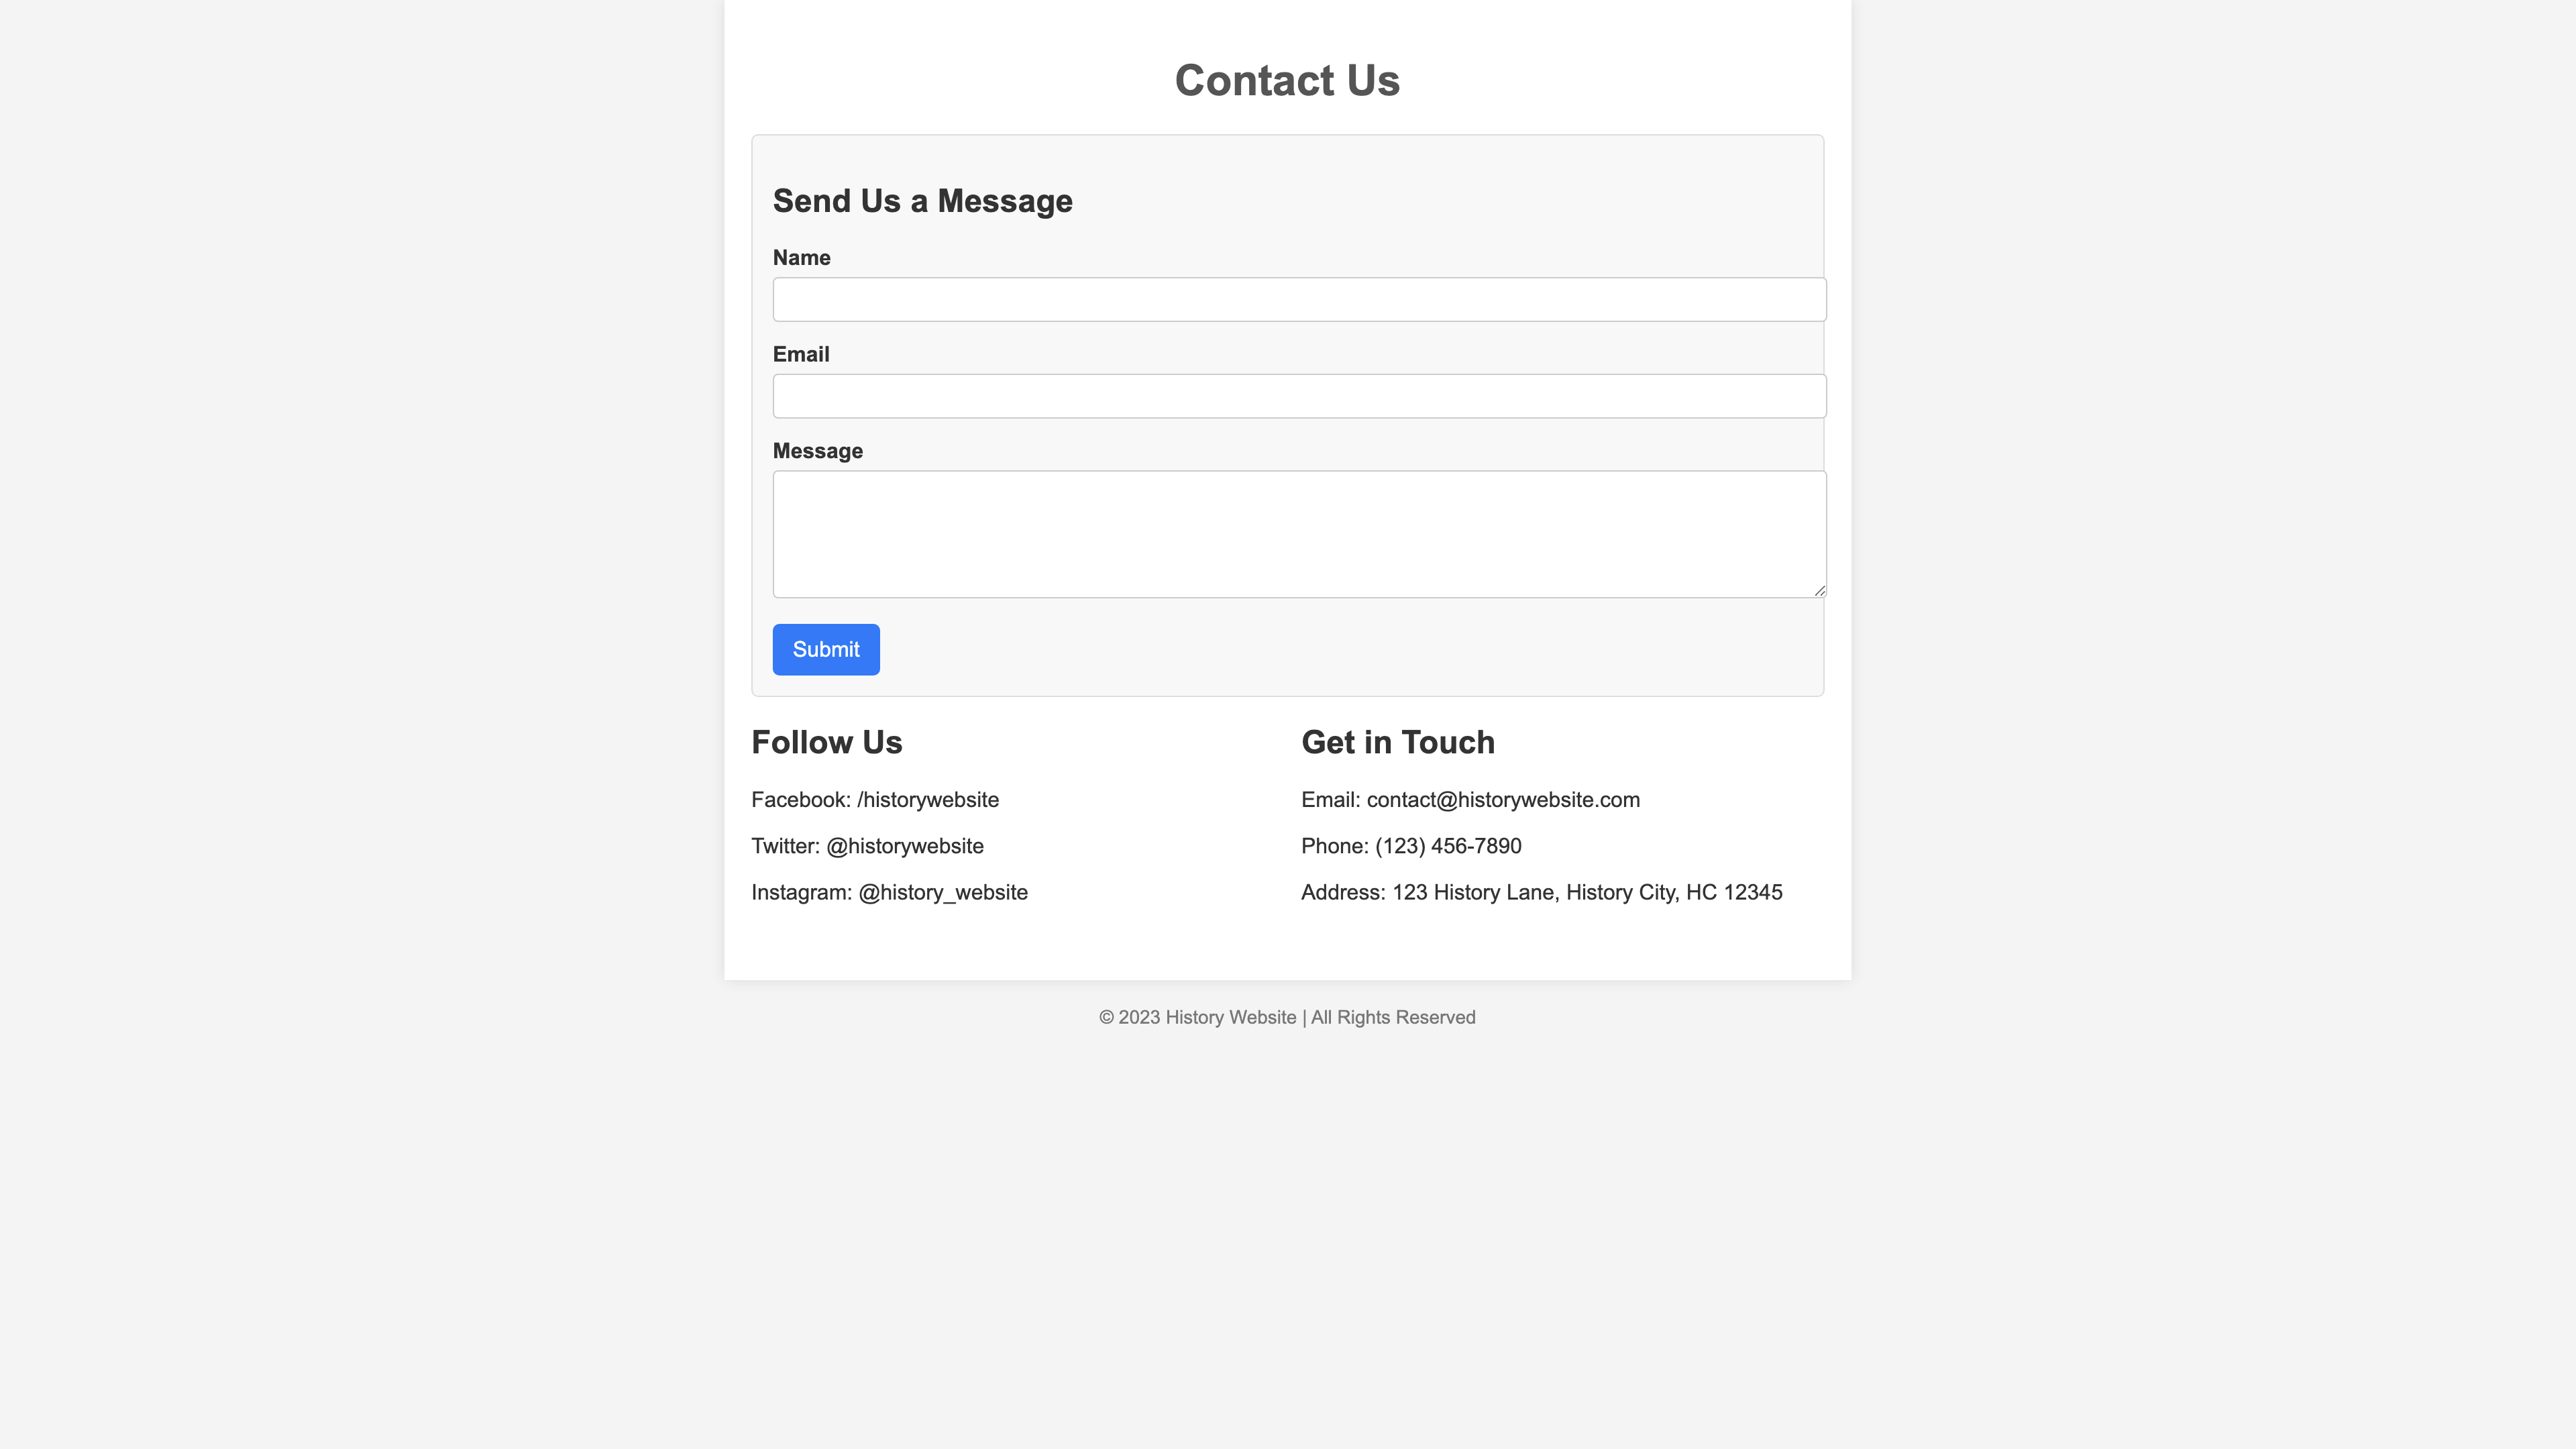 Contact Us
Send Us a Message
Name
Email
Message
Submit
Follow Us
Facebook: /historywebsite
Twitter: @historywebsite
Instagram: @history_website
Get in Touch
Email: contact@historywebsite.com
Phone: (123) 456-7890
Address: 123 History Lane, History City, HC 12345
© 2023 History Website | All Rights Reserved